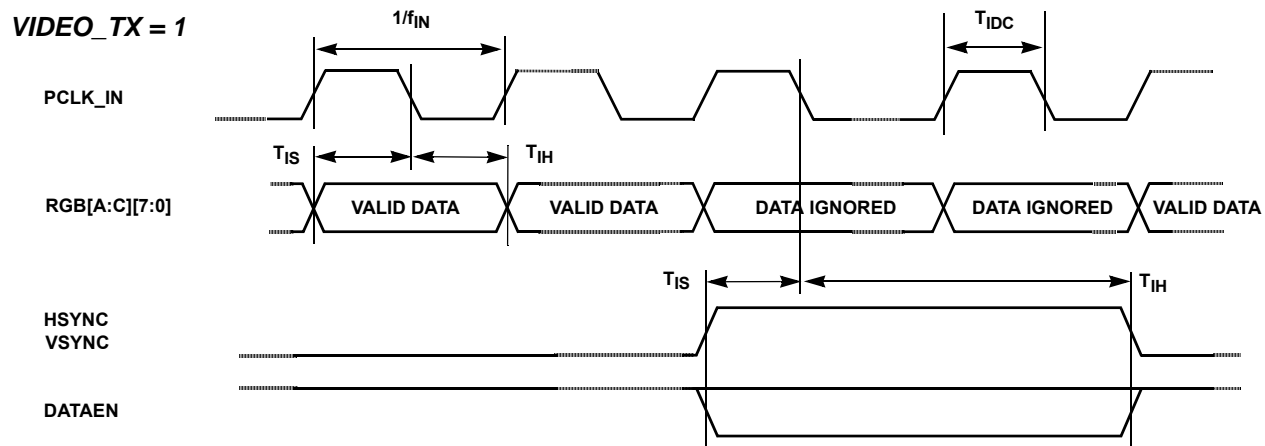 VIDEO_TX = 1
1/fIN
TIDC
PCLK_IN
TIS
TIH
RGB[A:C][7:0]
VALID DATA
VALID DATA
DATA IGNORED
DATA IGNORED
VALID DATA
TIS
TIH
HSYNC
VSYNC
DATAEN